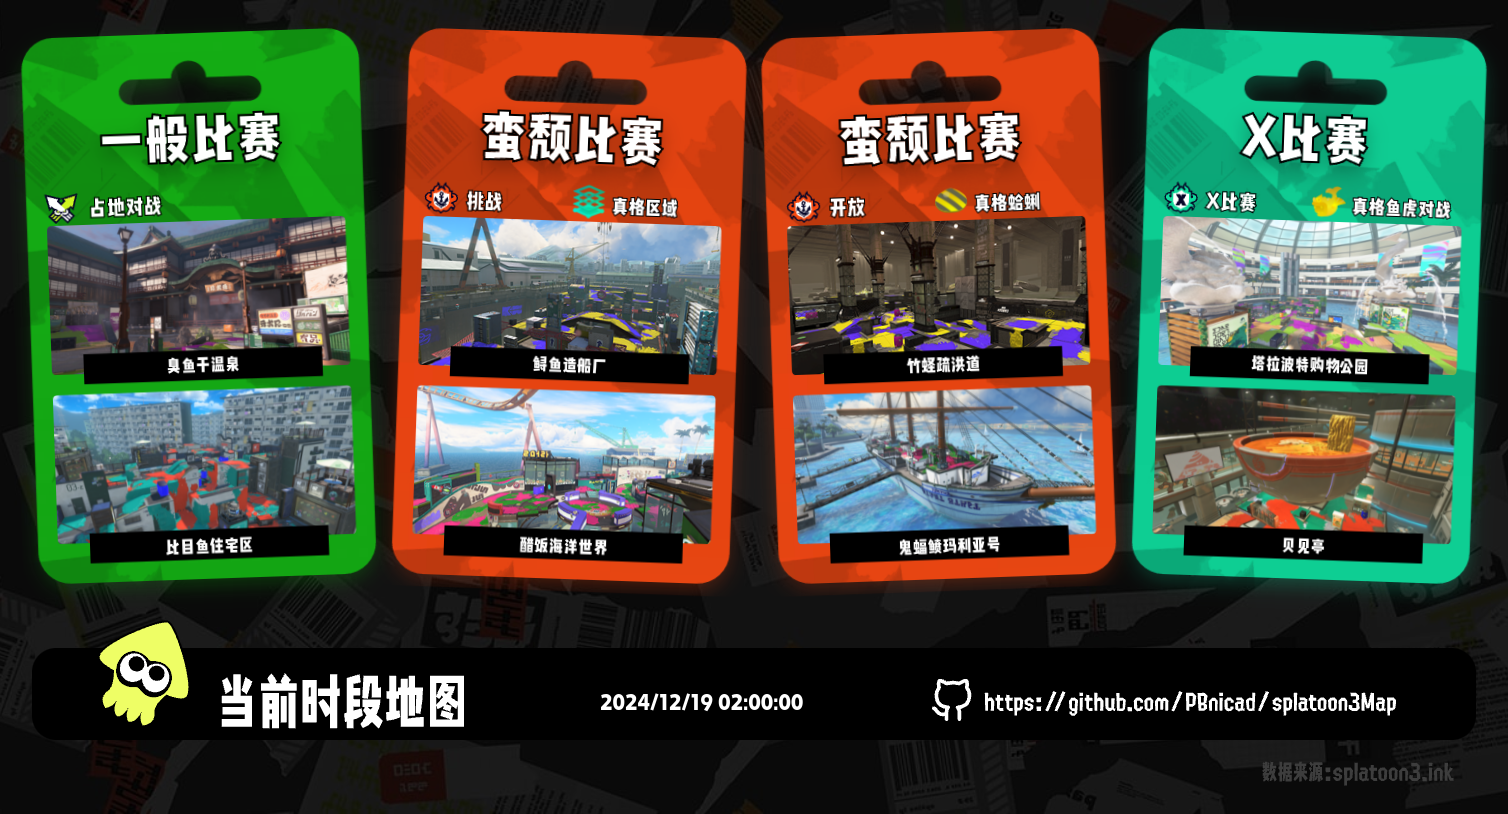 一般比赛
占地对战
臭鱼干温泉
比目鱼住宅区
蛮颓比赛
挑战
真格区域
鲟鱼造船厂
醋饭海洋世界
蛮颓比赛
开放
真格蛤蜊
竹蛏疏洪道
鬼蝠鲼玛利亚号
X比赛
X比赛
真格鱼虎对战
塔拉波特购物公园
贝见亭
当前时段地图
2024/12/19 02:00:00
https://github.com/PBnicad/splatoon3Map
数据来源:splatoon3.ink